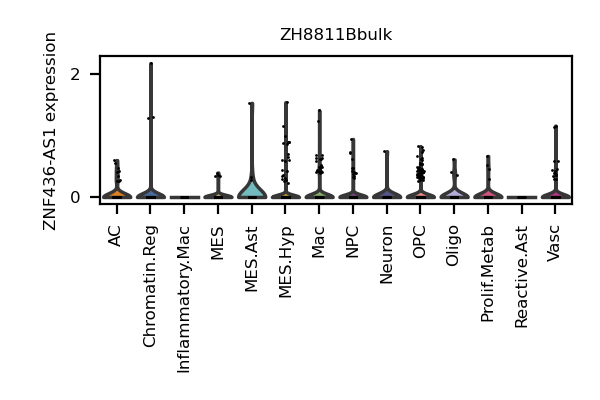 ZH8811Bbulk
ZNF436-AS1 expression
2
0
AC
Chromatin.Reg
Inflammatory.Mac
MES
MES.Ast
MES.Hyp
Mac
NPC
Neuron
OPC
Oligo
Prolif.Metab
Reactive.Ast
Vasc